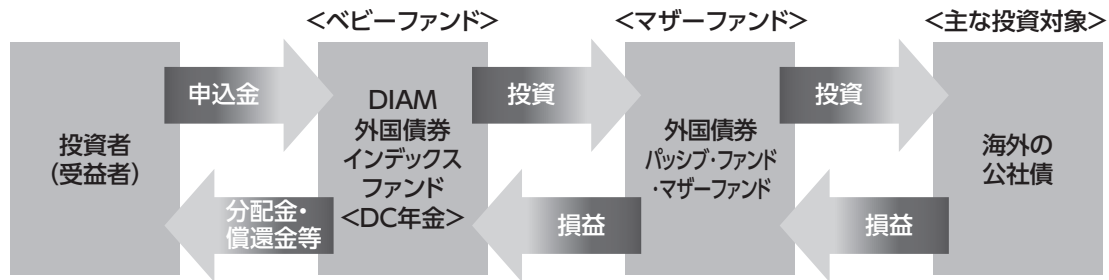 <ベビーファンド>
<マザーファンド>
<主な投資対象>
投資者
(受益者)
申込金
分配金・
償還金等
DIAM
外国債券
インデックス
ファンド
<DC年金>
投資
損益
外国債券
パッシブ・ファンド
・マザーファンド
投資
損益
海外の
公社債